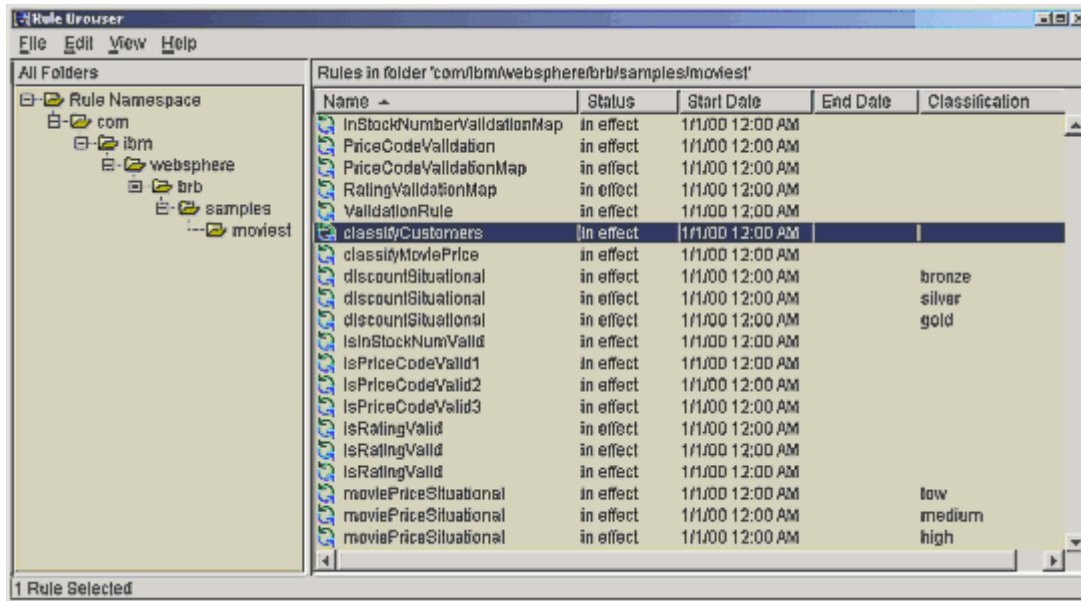 Rule Browser
File Edit View Help
All Folders
Rule Namespace
com
ibm
websphere
brb
samples
moviest
Rules in folder 'com/ibm/websphere/brb/samples/moviest'
Name Status Start Date End Date Classification
InStockNumberValidationMap in effect 1/1/00 12:00 AM
PriceCodeValidation in effect 1/1/00 12:00 AM
PriceCodeValidationMap in effect 1/1/00 12:00 AM
RatingValidationMap in effect 1/1/00 12:00 AM
ValidationRule in effect 1/1/00 12:00 AM
classifyCustomers in effect 1/1/00 12:00 AM
classifyMoviePrice in effect 1/1/00 12:00 AM
discountSituational in effect 1/1/00 12:00 AM bronze
discountSituational in effect 1/1/00 12:00 AM silver
discountSituational in effect 1/1/00 12:00 AM gold
isInStockNumValid in effect 1/1/00 12:00 AM
isPriceCodeValid1 in effect 1/1/00 12:00 AM
isPriceCodeValid2 in effect 1/1/00 12:00 AM
isPriceCodeValid3 in effect 1/1/00 12:00 AM
isRatingValid in effect 1/1/00 12:00 AM
isRatingValid in effect 1/1/00 12:00 AM
isRatingValid in effect 1/1/00 12:00 AM
moviePriceSituational in effect 1/1/00 12:00 AM low
moviePriceSituational in effect 1/1/00 12:00 AM medium
moviePriceSituational in effect 1/1/00 12:00 AM high
1 Rule Selected